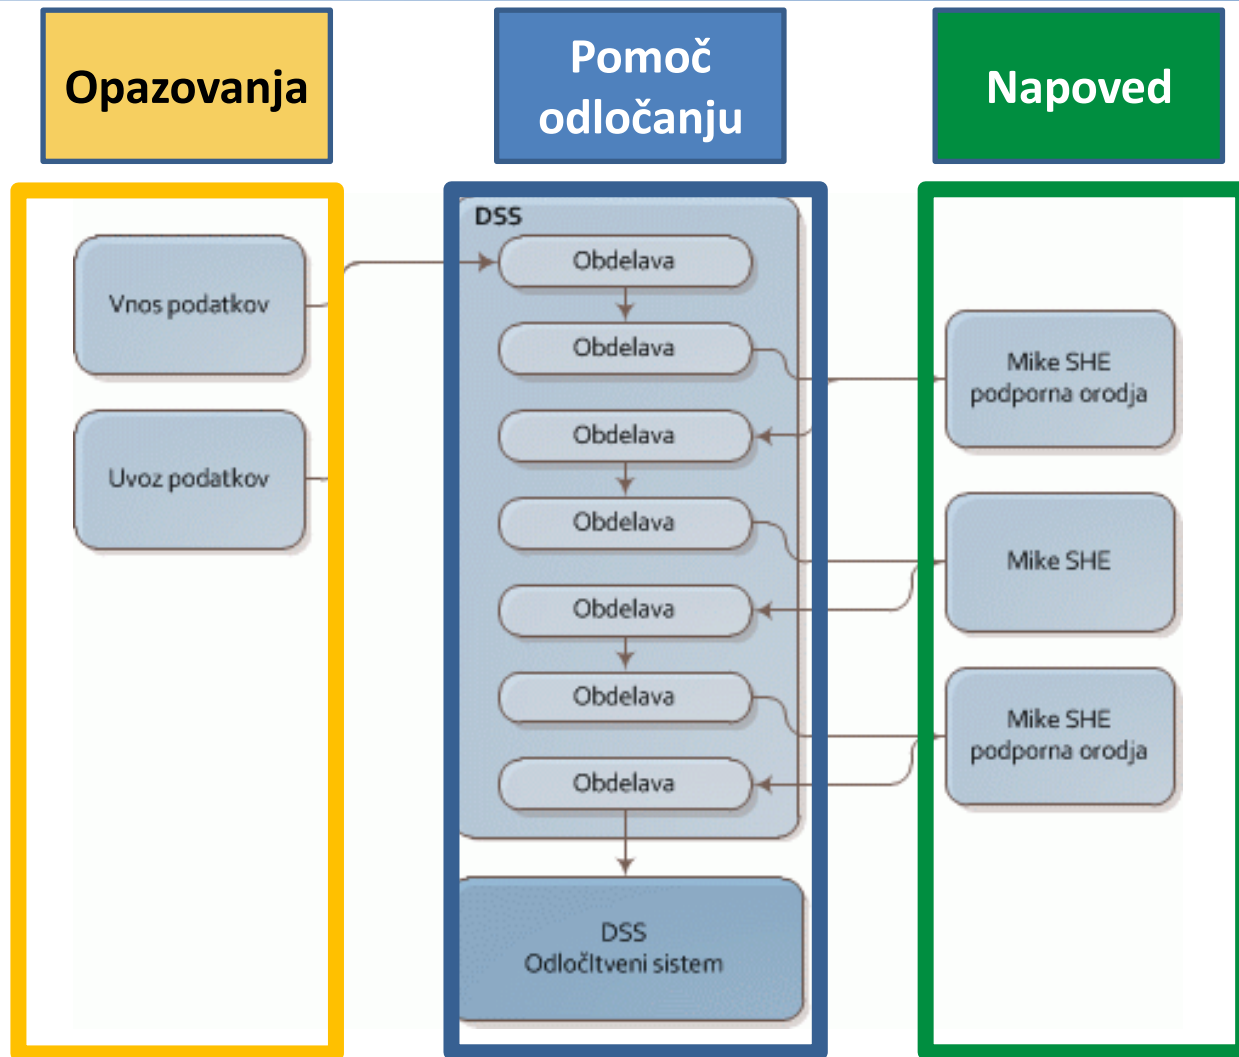 Opazovanja
Pomoč
odločanju
Napoved
Vnos podatkov
Uvoz podatkov
DSS
Obdelava
Obdelava
Obdelava
Obdelava
Obdelava
Obdelava
Obdelava
DSS
OdločItveni sistem
Mike SHE
podporna orodja
Mike SHE
Mike SHE
podporna orodja